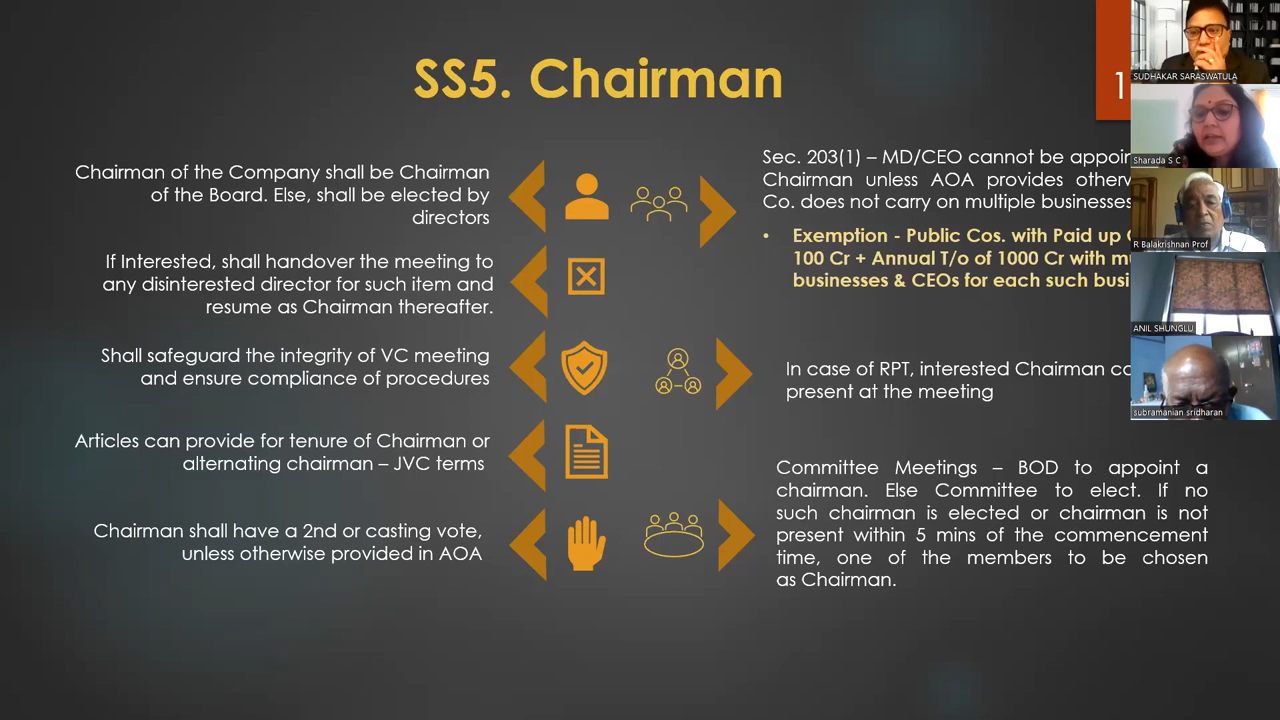 SS5. Chairman
1
Chairman of the Company shall be Chairman
of the Board. Else, shall be elected by
directors
If Interested, shall handover the meeting to
any disinterested director for such item and
resume as Chairman thereafter.
Shall safeguard the integrity of VC meeting
and ensure compliance of procedures
Articles can provide for tenure of Chairman or
alternating chairman – JVC terms
Chairman shall have a 2nd or casting vote,
unless otherwise provided in AOA
Sec. 203(1) – MD/CEO cannot be
Chairman unless AOA provides
Co. does not carry on multiple businesses
• Exemption - Public Cos. with Paid up
100 Cr + Annual T/o of 1000 Cr with
businesses & CEOs for each such
In case of RPT, interested Chairman
present at the meeting
Committee Meetings – BOD to appoint a
chairman. Else Committee to elect. If no
such chairman is elected or chairman is not
present within 5 mins of the commencement
time, one of the members to be chosen
as Chairman.
SUDHAKAR SARASWATULA
Sharada S C
R Balakrishnan Prof
ANIL SHUNGLU
subramanian sridharan